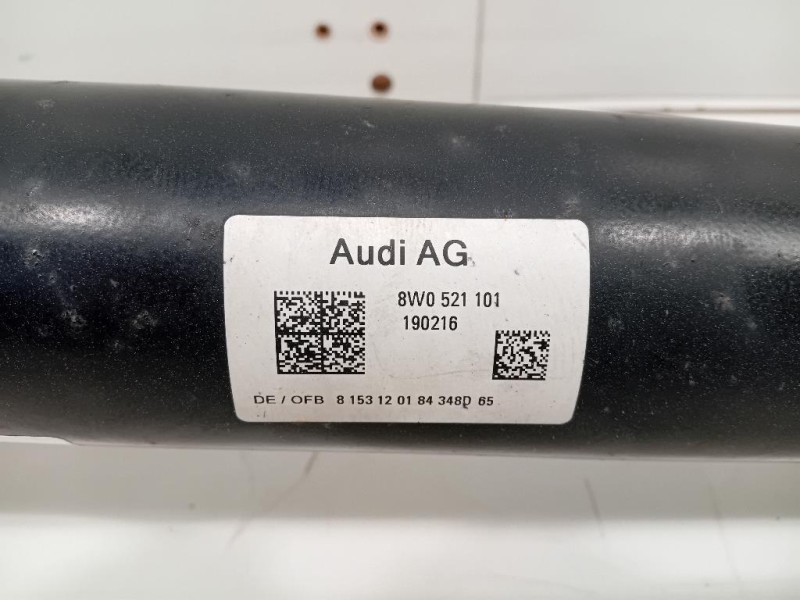 Audi AG
8W0 521 101
190216
DE / OFB 8 153 12 01 84 348D 65